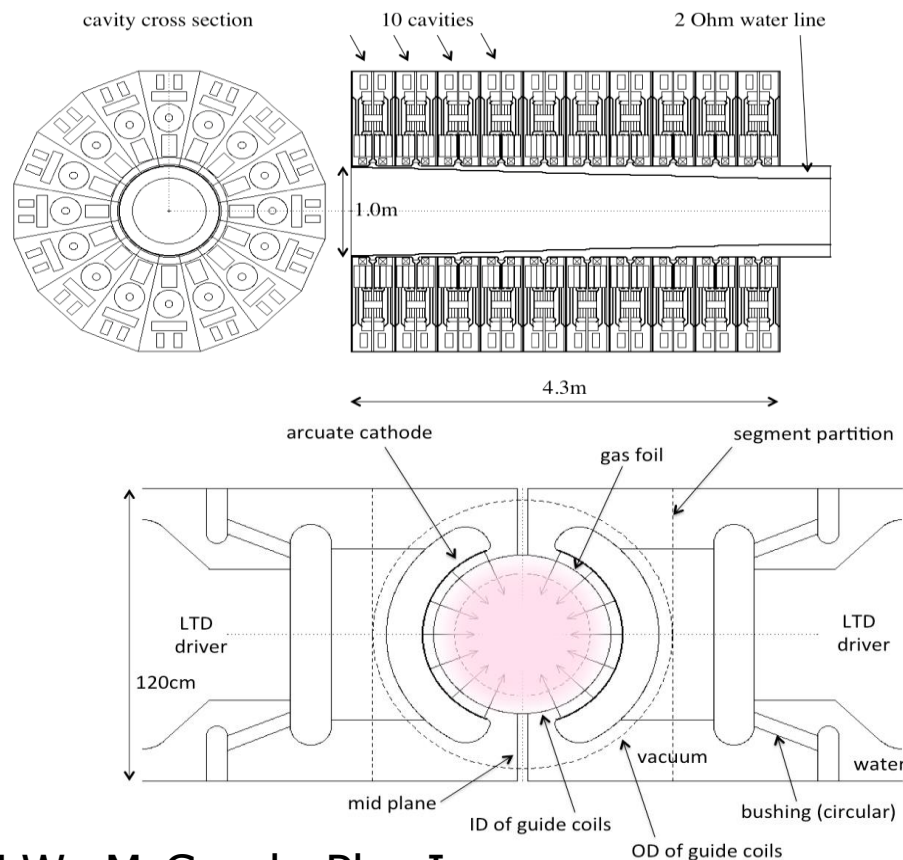 cavity cross section
10 cavities
2 Ohm water line
1.0m
4.3m
arcuate cathode
segment partition
gas foil
LTD
driver
LTD
driver
120cm
vacuum
water
mid plane
bushing (circular)
ID of guide coils
OD of guide coils